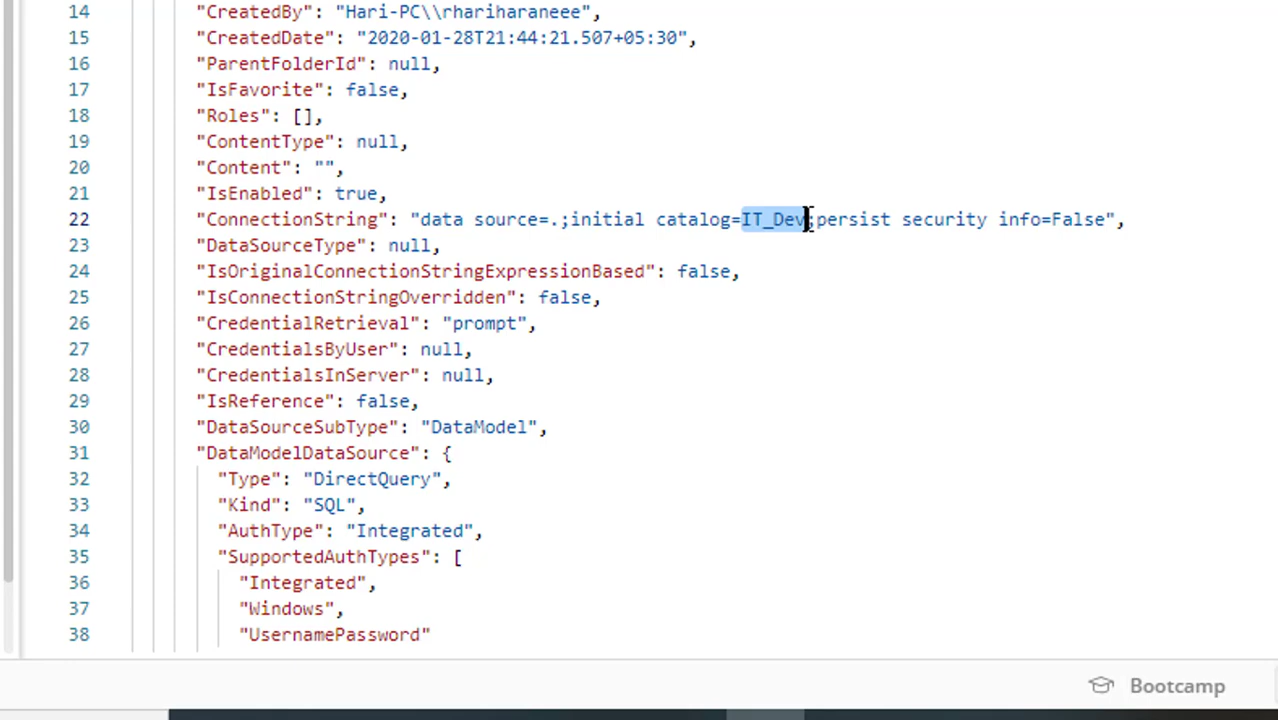 14 "CreatedBy": "Hari-PC\\rhariharaneee",
15 "CreatedDate": "2020-01-28T21:44:21.507+05:30",
16 "ParentFolderId": null,
17 "IsFavorite": false,
18 "Roles": [],
19 "ContentType": null,
20 "Content": "",
21 "IsEnabled": true,
22 "ConnectionString": "data source=.;initial catalog=IT_Dev;persist security info=False",
23 "DataSourceType": null,
24 "IsOriginalConnectionStringExpressionBased": false,
25 "IsConnectionStringOverridden": false,
26 "CredentialRetrieval": "prompt",
27 "CredentialsByUser": null,
28 "CredentialsInServer": null,
29 "IsReference": false,
30 "DataSourceSubType": "DataModel",
31 "DataModelDataSource": {
32 "Type": "DirectQuery",
33 "Kind": "SQL",
34 "AuthType": "Integrated",
35 "SupportedAuthTypes": [
36 "Integrated",
37 "Windows",
38 "UsernamePassword"
Bootcamp